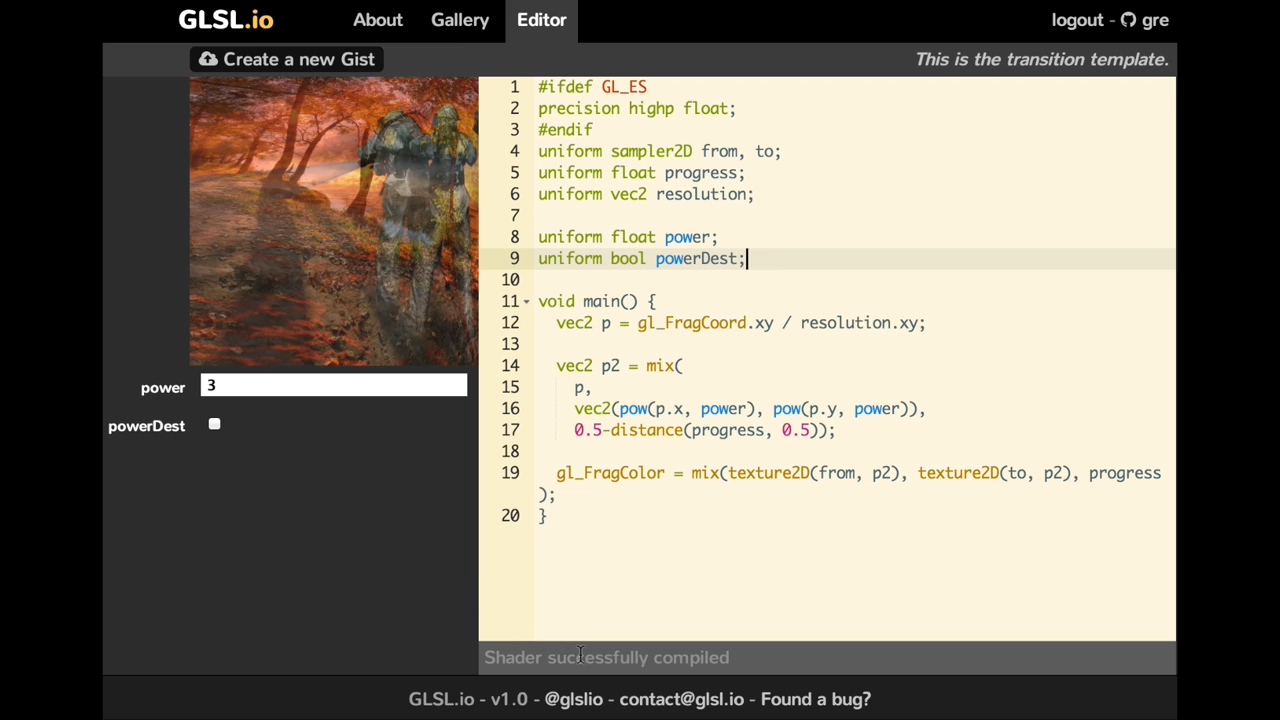 GLSL.io About Gallery Editor logout - gre
Create a new Gist This is the transition template.
1 #ifdef GL_ES
2 precision highp float;
3 #endif
4 uniform sampler2D from, to;
5 uniform float progress;
6 uniform vec2 resolution;
7
8 uniform float power;
9 uniform bool powerDest;
10
11 void main() {
12 vec2 p = gl_FragCoord.xy / resolution.xy;
13
14 vec2 p2 = mix(
15 p,
16 vec2(pow(p.x, power), pow(p.y, power)),
17 0.5-distance(progress, 0.5));
18
19 gl_FragColor = mix(texture2D(from, p2), texture2D(to, p2), progress
);
20 }
power 3
powerDest
Shader successfully compiled
GLSL.io - v1.0 - @glslio - contact@glsl.io - Found a bug?